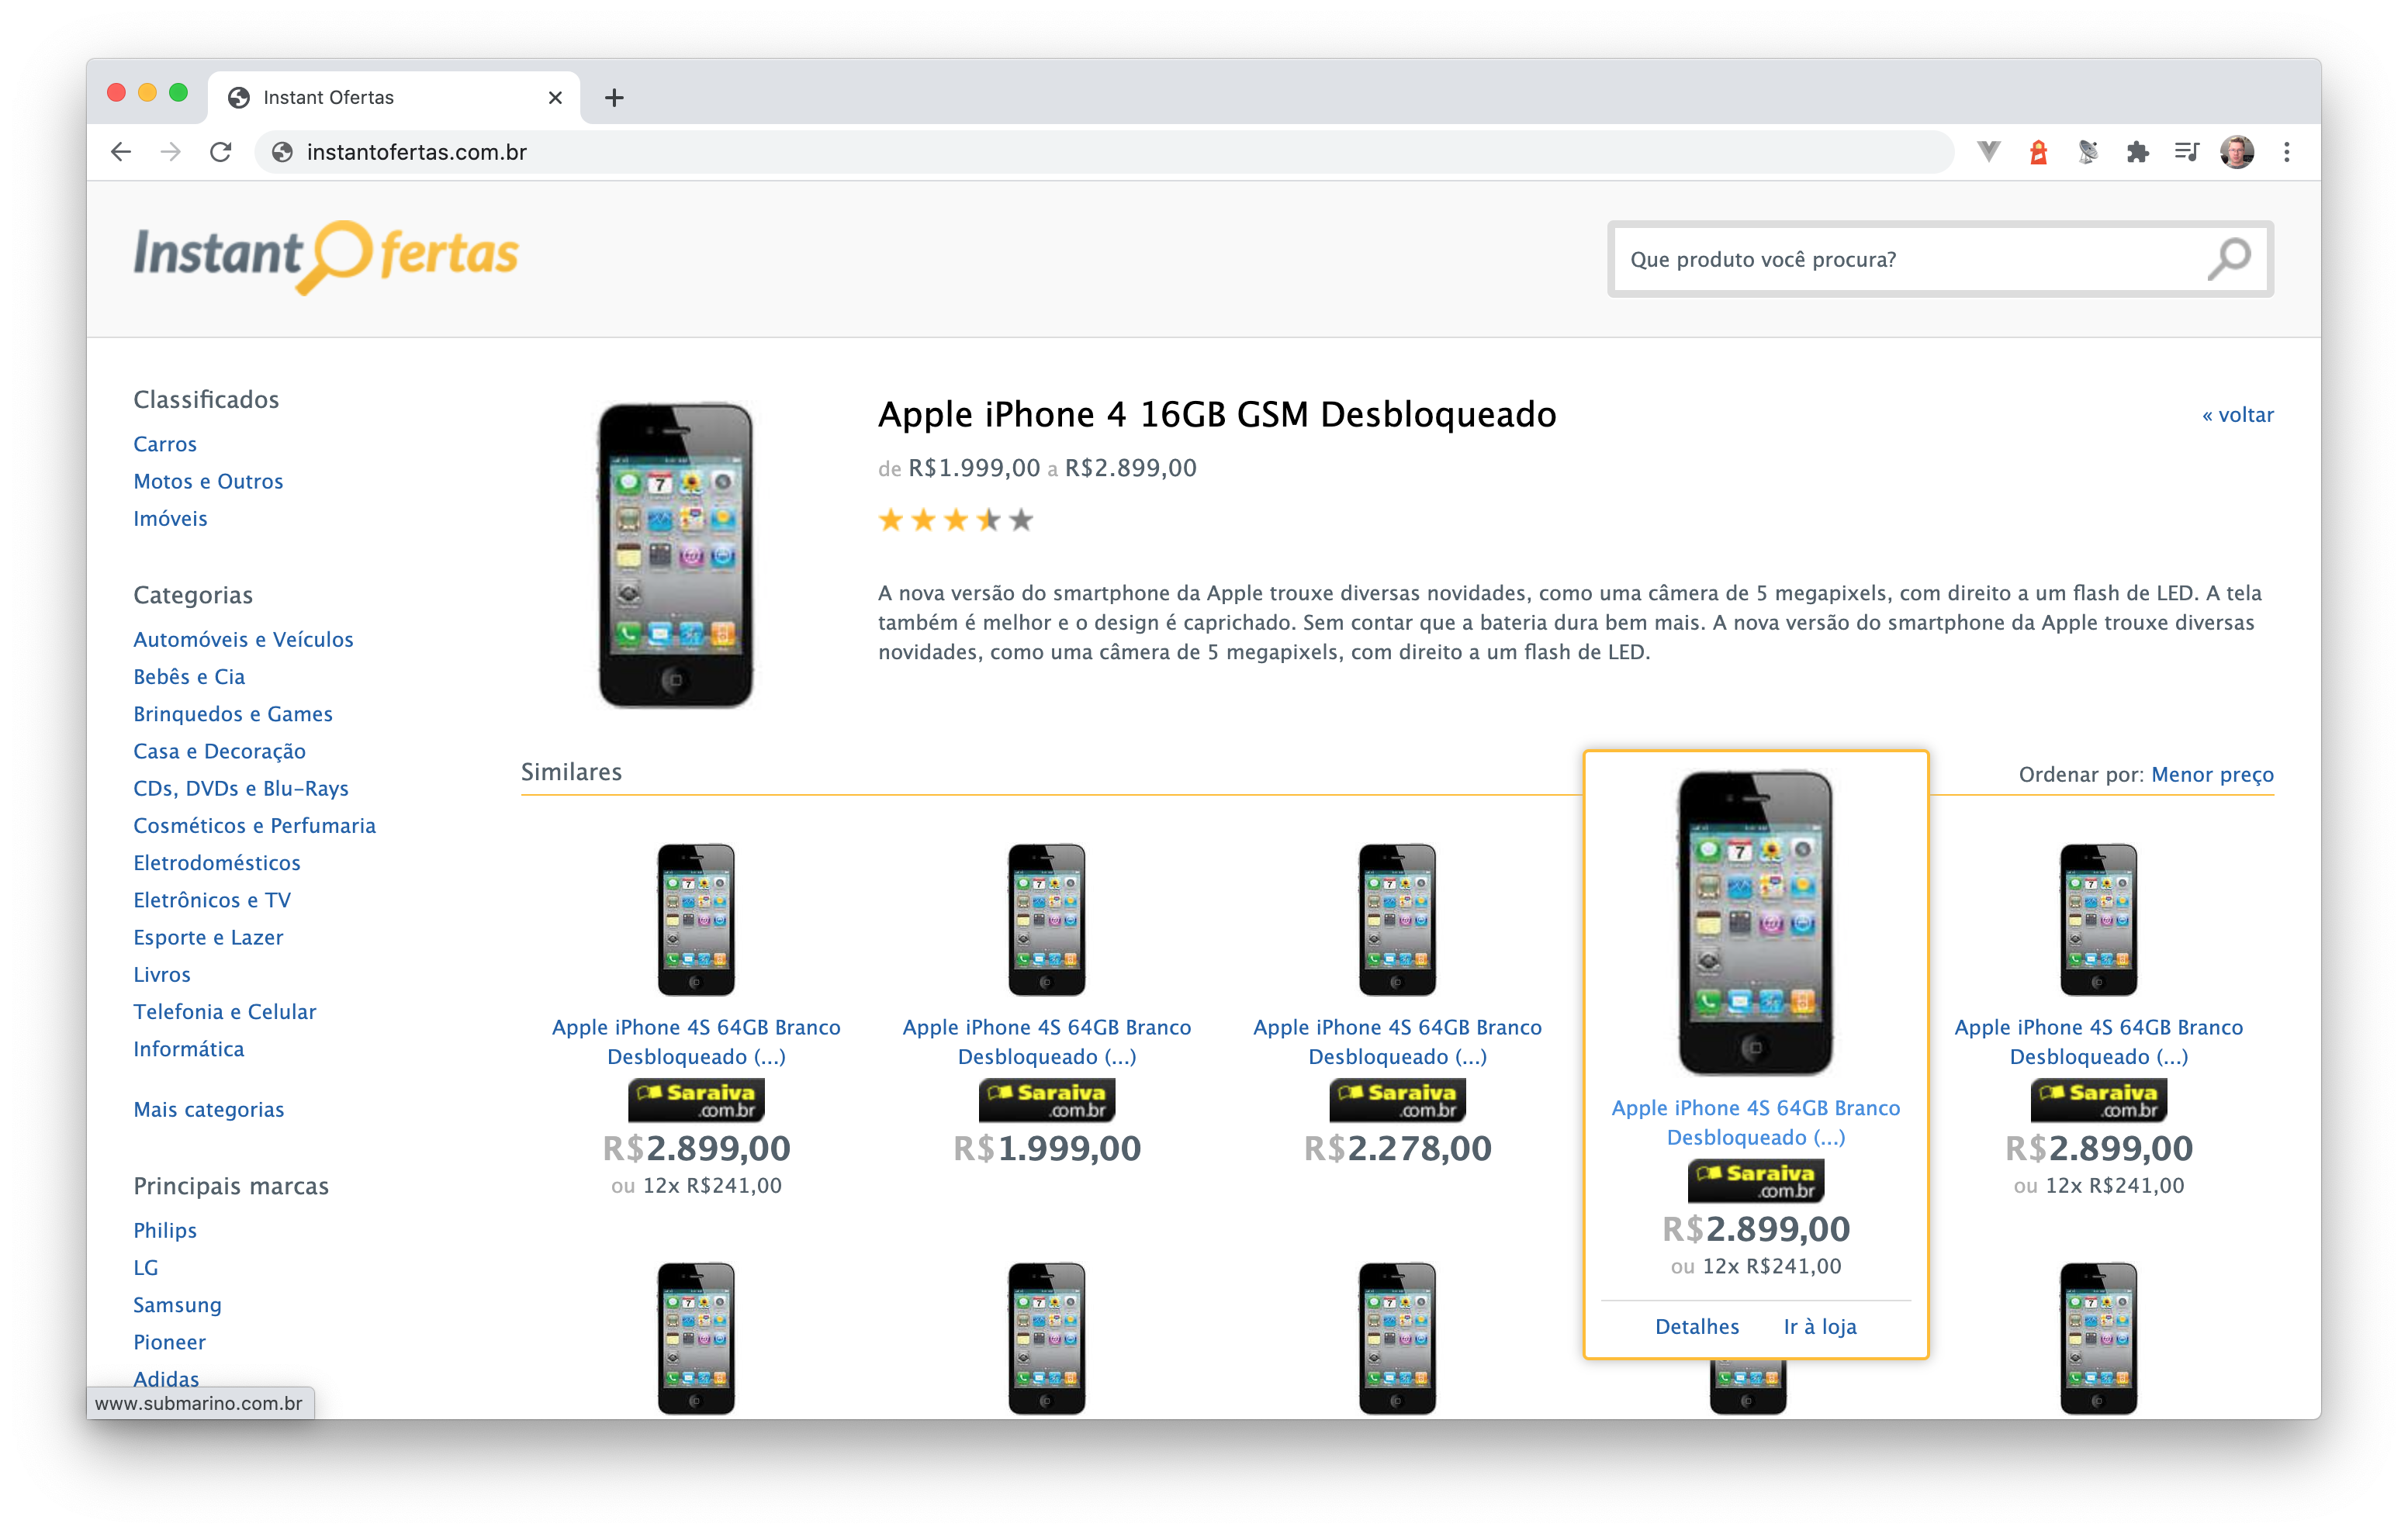 Instant Ofertas
instantofertas.com.br
Instant Ofertas
Que produto você procura?
Classificados
Carros
Motos e Outros
Imóveis
Categorias
Automóveis e Veículos
Bebês e Cia
Brinquedos e Games
Casa e Decoração
CDs, DVDs e Blu-Rays
Cosméticos e Perfumaria
Eletrodomésticos
Eletrônicos e TV
Esporte e Lazer
Livros
Telefonia e Celular
Informática
Mais categorias
Principais marcas
Philips
LG
Samsung
Pioneer
Adidas
www.submarino.com.br
Apple iPhone 4 16GB GSM Desbloqueado
« voltar
de R$1.999,00 a R$2.899,00
A nova versão do smartphone da Apple trouxe diversas novidades, como uma câmera de 5 megapixels, com direito a um flash de LED. A tela
também é melhor e o design é caprichado. Sem contar que a bateria dura bem mais. A nova versão do smartphone da Apple trouxe diversas
novidades, como uma câmera de 5 megapixels, com direito a um flash de LED.
Similares
Ordenar por: Menor preço
Apple iPhone 4S 64GB Branco
Desbloqueado (...)
Saraiva
.com.br
R$2.899,00
ou 12x R$241,00
Apple iPhone 4S 64GB Branco
Desbloqueado (...)
Saraiva
.com.br
R$1.999,00
Apple iPhone 4S 64GB Branco
Desbloqueado (...)
Saraiva
.com.br
R$2.278,00
Apple iPhone 4S 64GB Branco
Desbloqueado (...)
Saraiva
.com.br
R$2.899,00
ou 12x R$241,00
Detalhes
Ir à loja
Apple iPhone 4S 64GB Branco
Desbloqueado (...)
Saraiva
.com.br
R$2.899,00
ou 12x R$241,00